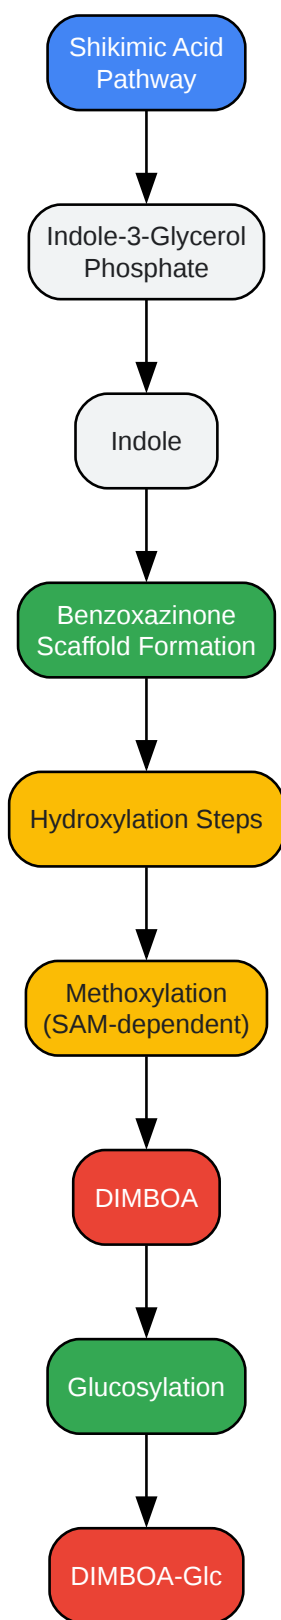 Shikimic Acid
Pathway
Indole-3-Glycerol
Phosphate
Indole
Benzoxazinone
Scaffold Formation
Hydroxylation Steps
Methoxylation
(SAM-dependent)
DIMBOA
Glucosylation
DIMBOA-Glc